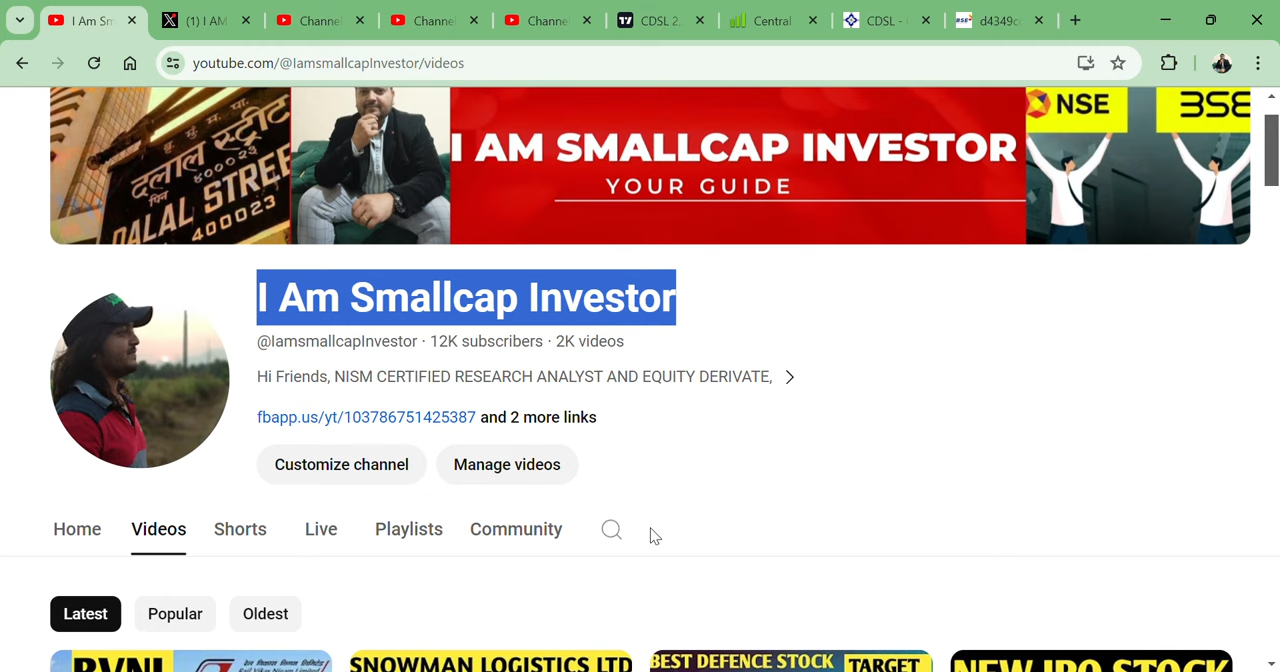 I Am Sm
(1) I AM
Channel
Channel
Channel
CDSL 2
Central
CDSL -
BSE
d4349c
youtube.com/@IamsmallcapInvestor/videos
मु. म. पा.
दलाल स्ट्रीट
४०००२३
पिन
DALAL STREE
400023
I AM SMALLCAP INVESTOR
YOUR GUIDE
NSE
BSE
I Am Smallcap Investor
@IamsmallcapInvestor · 12K subscribers · 2K videos
Hi Friends, NISM CERTIFIED RESEARCH ANALYST AND EQUITY DERIVATE,
fbapp.us/yt/103786751425387 and 2 more links
Customize channel
Manage videos
Home
Videos
Shorts
Live
Playlists
Community
Latest
Popular
Oldest
RVNL
SNOWMAN LOGISTICS LTD
BEST DEFENCE STOCK
TARGET
NEW IPO STOCK